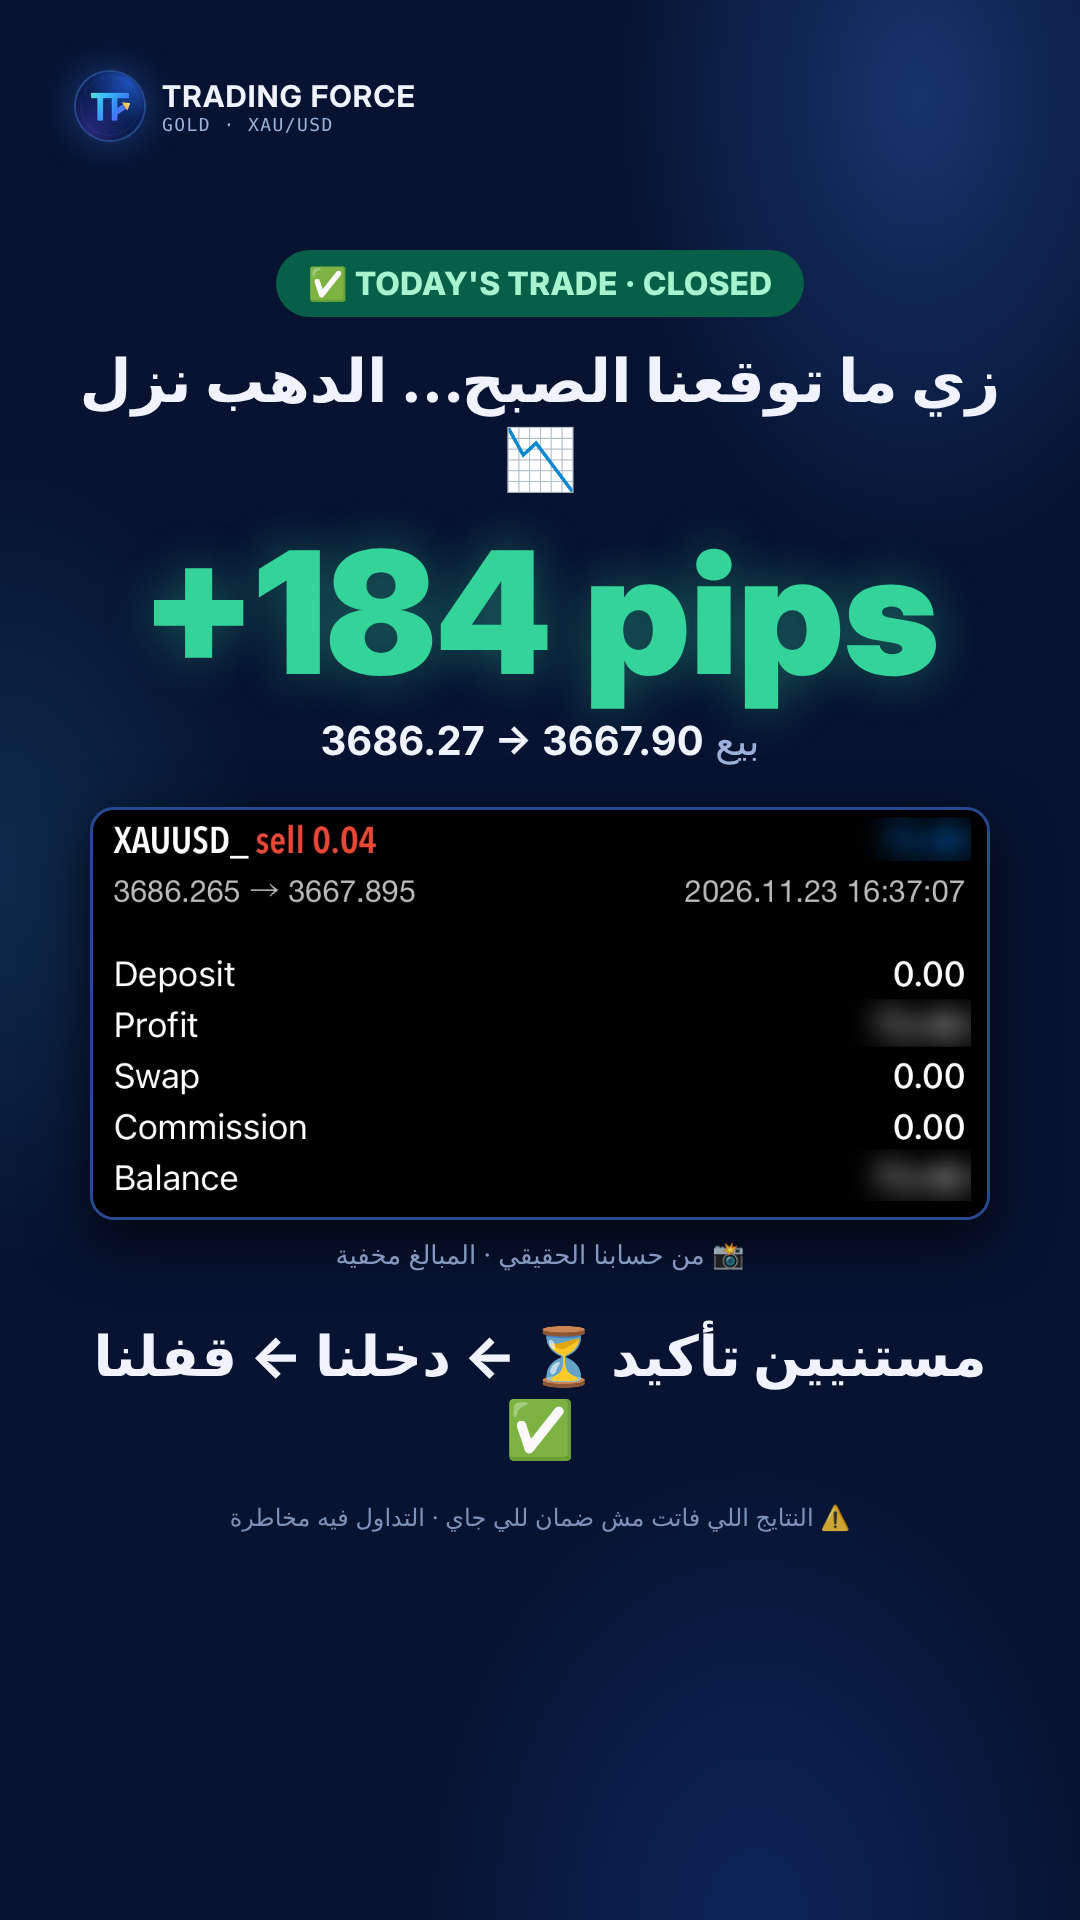 TRADING FORCE
GOLD · XAU/USD
✅ TODAY'S TRADE · CLOSED
زي ما توقعنا الصبح... الدهب نزل
📉
+184 pips
بيع 3686.27 → 3667.90
XAUUSD_ sell 0.04
3686.265 → 3667.895 2026.11.23 16:37:07
Deposit 0.00
Profit
Swap 0.00
Commission 0.00
Balance
📸 من حسابنا الحقيقي · المبالغ مخفية
مستنيين تأكيد ⏳ ← دخلنا ← قفلنا
✅
⚠️ النتايج اللي فاتت مش ضمان للي جاي · التداول فيه مخاطرة